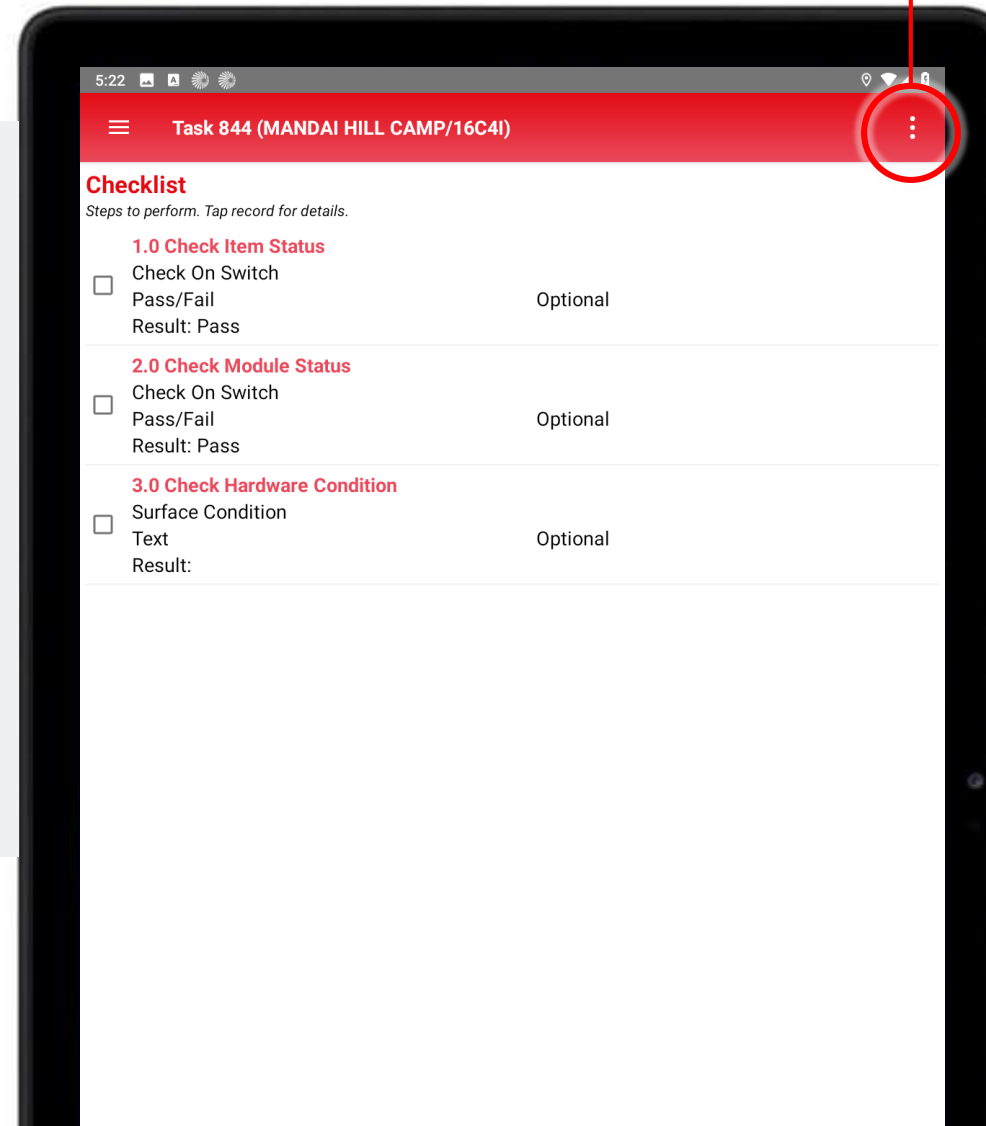 5:22
Task 844 (MANDAI HILL CAMP/16C4I)
Checklist
Steps to perform. Tap record for details.
1.0 Check Item Status
Check On Switch
Pass/Fail Optional
Result: Pass
2.0 Check Module Status
Check On Switch
Pass/Fail Optional
Result: Pass
3.0 Check Hardware Condition
Surface Condition
Text Optional
Result: